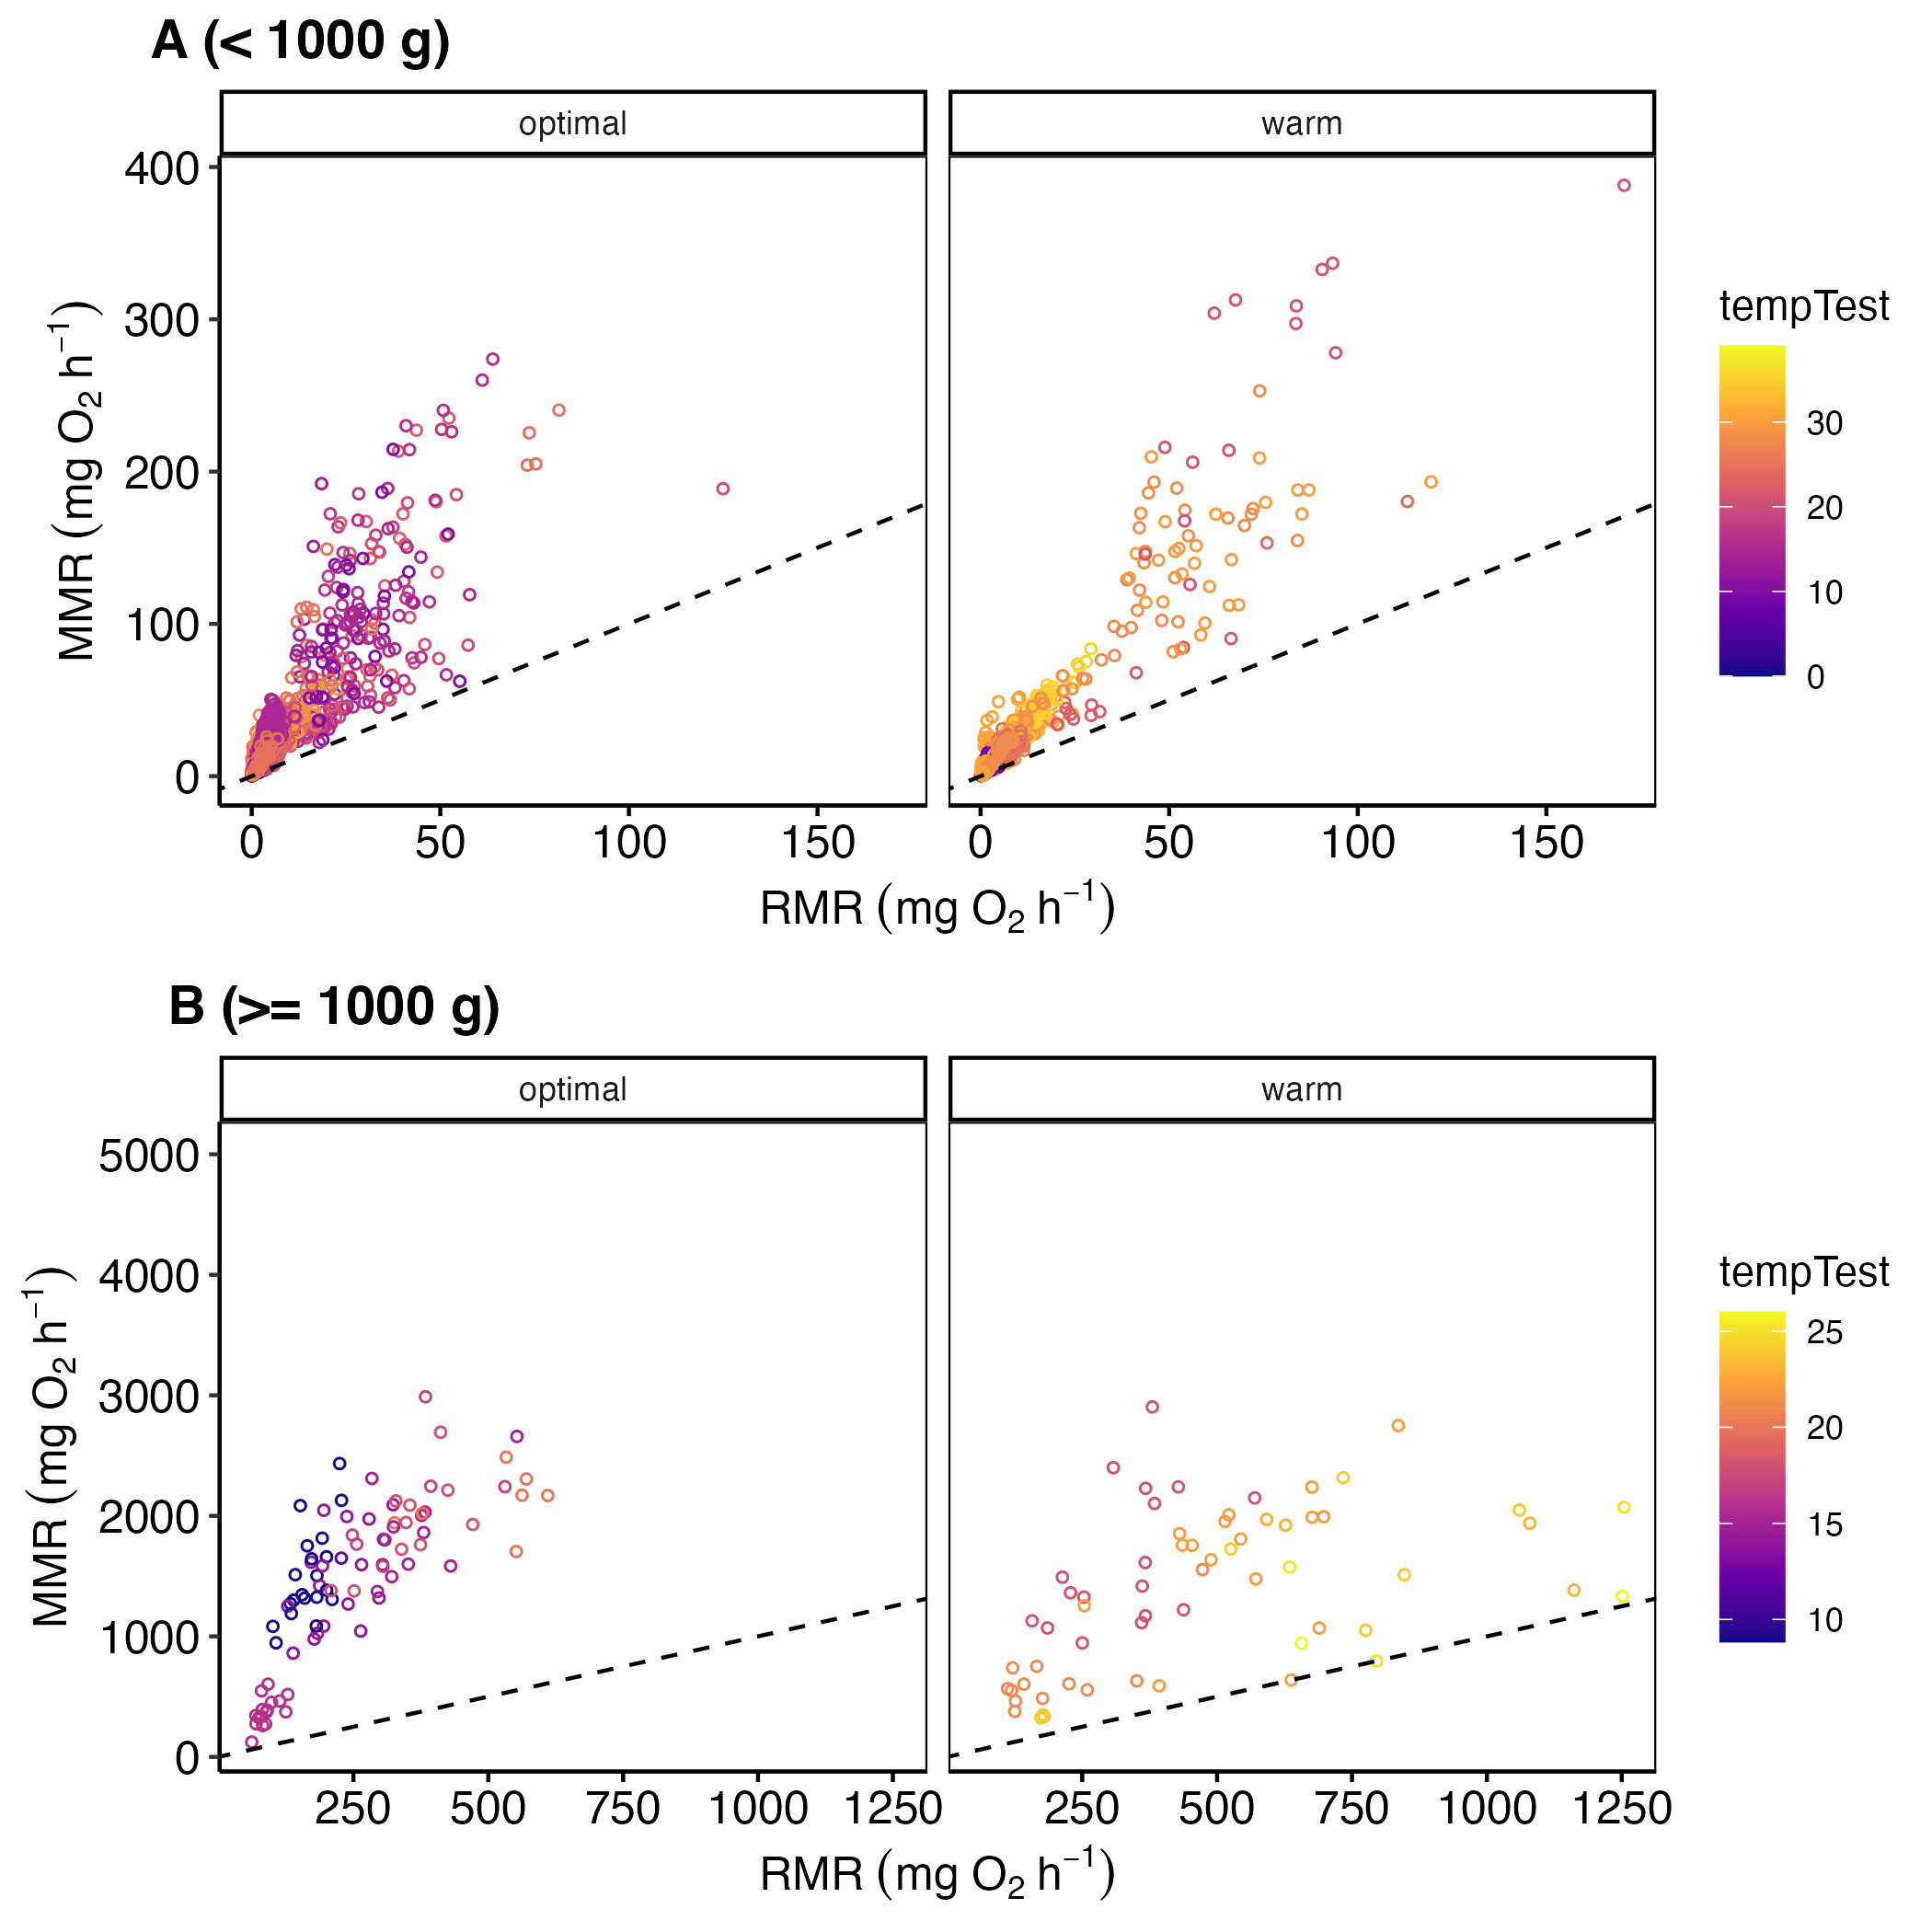 A (< 1000 g)
optimal
warm
MMR (mg O₂ h⁻¹)
400
300
200
100
0
0 50 100 150
0 50 100 150
RMR (mg O₂ h⁻¹)
tempTest
30
20
10
0
B (>= 1000 g)
optimal
warm
MMR (mg O₂ h⁻¹)
5000
4000
3000
2000
1000
0
250 500 750 1000 1250
250 500 750 1000 1250
RMR (mg O₂ h⁻¹)
tempTest
25
20
15
10